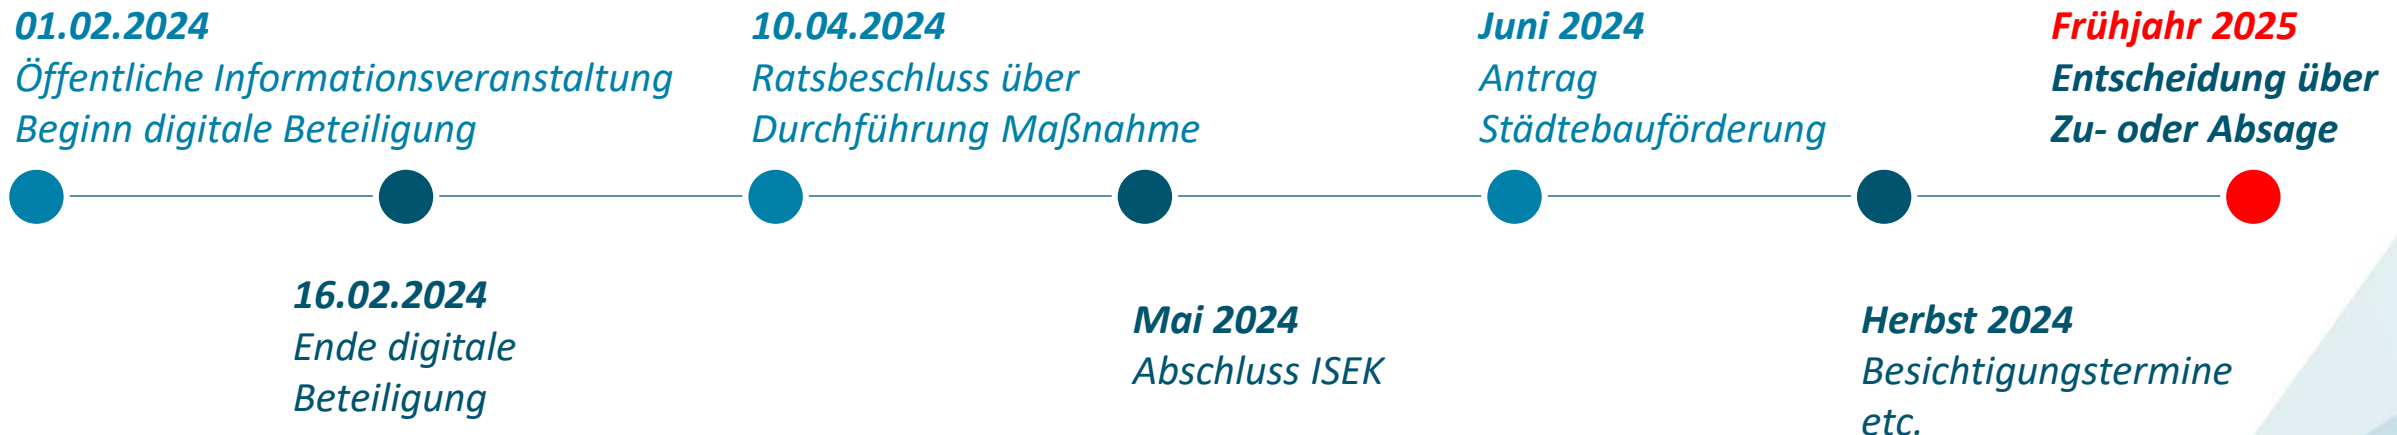 01.02.2024
Öffentliche Informationsveranstaltung
Beginn digitale Beteiligung
16.02.2024
Ende digitale
Beteiligung
10.04.2024
Ratsbeschluss über
Durchführung Maßnahme
Mai 2024
Abschluss ISEK
Juni 2024
Antrag
Städtebauförderung
Herbst 2024
Besichtigungstermine
etc.
Frühjahr 2025
Entscheidung über
Zu- oder Absage